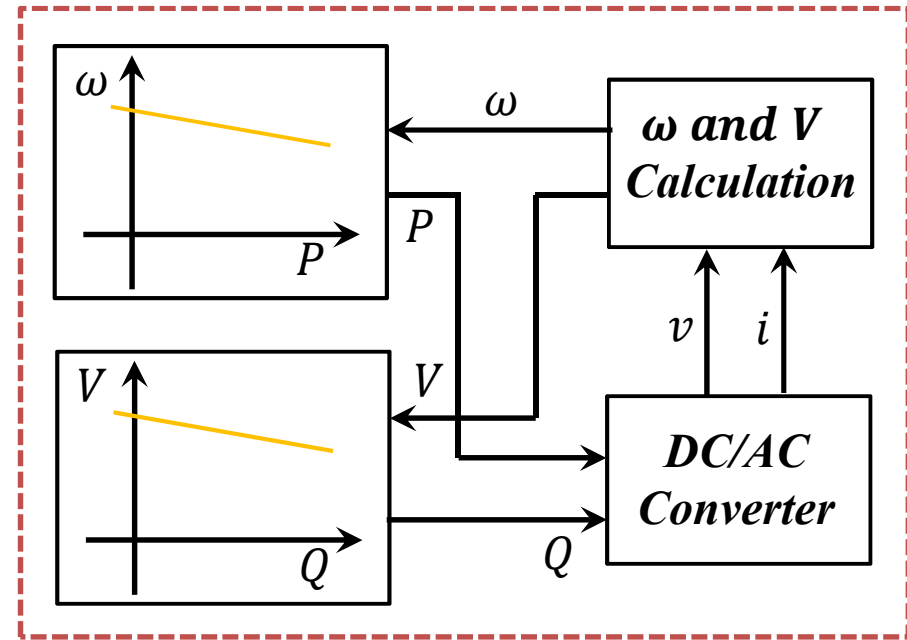 ω
P
ω
P
ω and V
Calculation
v
i
V
Q
V
Q
DC/AC
Converter